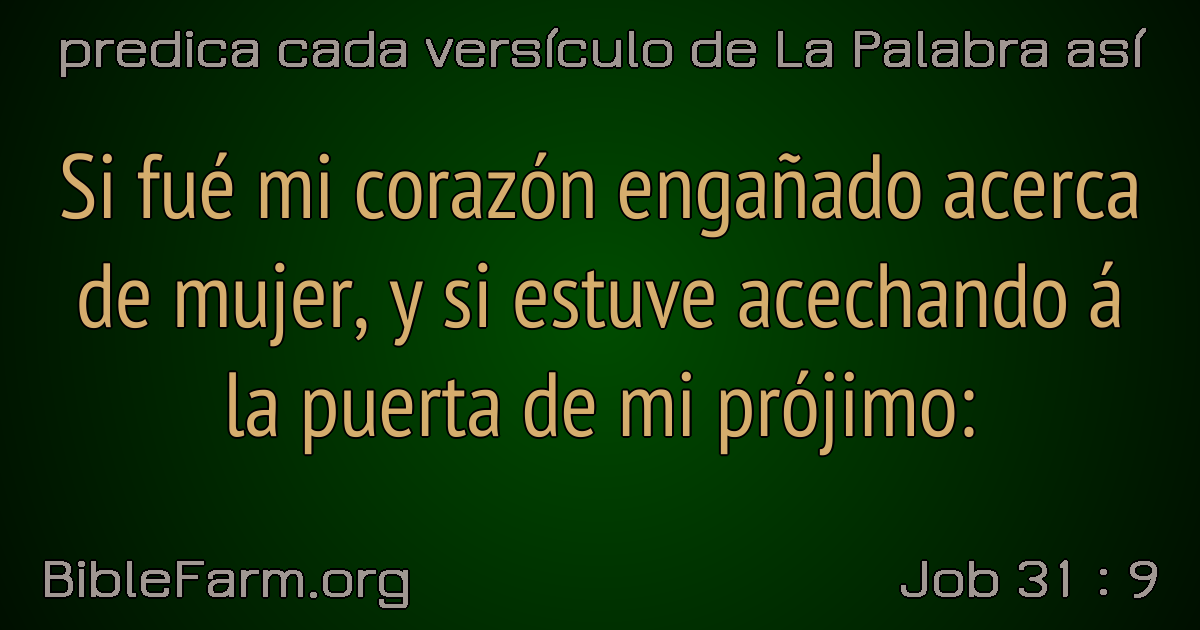 predica cada versículo de La Palabra así
Si fué mi corazón engañado acerca
de mujer, y si estuve acechando á
la puerta de mi prójimo:
BibleFarm.org
Job 31 : 9